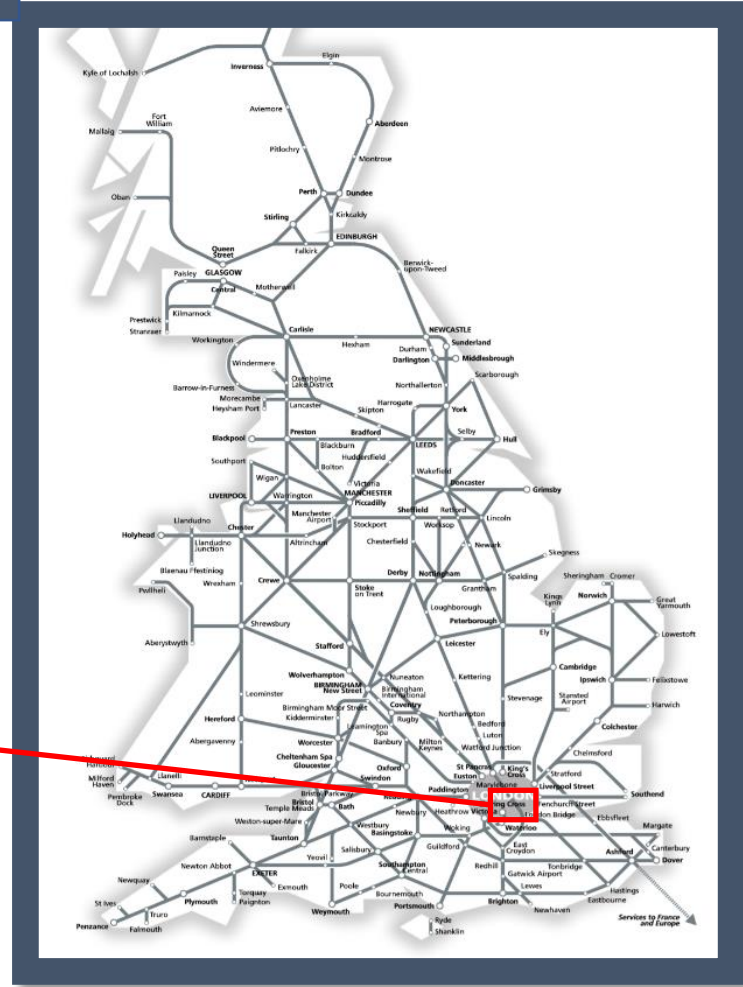 Kyle of Lochalsh
Inverness
Elgin
Aviemore
Aberdeen
Fort
William
Mallaig
Pitlochry
Montrose
Oban
Perth
Dundee
Stirling
Kirkcaldy
Queen
Street
Falkirk
EDINBURGH
Berwick-
upon-Tweed
Paisley
GLASGOW
Central
Motherwell
Prestwick
Stranraer
Kilmarnock
Carlisle
Hexham
NEWCASTLE
Sunderland
Workington
Durham
Darlington
Middlesbrough
Windermere
Scarborough
Oxenholme
Lake District
Barrow-in-Furness
Northallerton
Morecambe
Heysham Port
Lancaster
Skipton
Harrogate
York
Blackpool
Preston
Blackburn
Bradford
LEEDS
Selby
Hull
Southport
Bolton
Huddersfield
Wigan
Victoria
Wakefield
MANCHESTER
Piccadilly
Doncaster
Grimsby
LIVERPOOL
Warrington
Manchester
Airport
Stockport
Sheffield
Retford
Worksop
Lincoln
Llandudno
Holyhead
Llandudno
Junction
Chester
Altrincham
Chesterfield
Newark
Skegness
Blaenau Ffestiniog
Pwllheli
Wrexham
Crewe
Stoke
on Trent
Derby
Nottingham
Grantham
Spalding
Sheringham
Cromer
Kings
Lynn
Norwich
Great
Yarmouth
Loughborough
Aberystwyth
Shrewsbury
Stafford
Leicester
Peterborough
Ely
Lowestoft
Wolverhampton
BIRMINGHAM
New Street
Nuneaton
Birmingham
International
Kettering
Cambridge
Ipswich
Felixstowe
Leominster
Birmingham Moor Street
Kidderminster
Coventry
Rugby
Northampton
Stevenage
Stansted
Airport
Harwich
Hereford
Leamington
Spa
Bedford
Colchester
Abergavenny
Worcester
Banbury
Milton
Keynes
Luton
Watford Junction
Chelmsford
Cheltenham Spa
Gloucester
Oxford
St Pancras
Euston
King's
Cross
Stratford
Milford
Haven
Pembroke
Dock
Llanelli
Swansea
CARDIFF
Swindon
Paddington
Marylebone
Liverpool Street
Southend
Bristol Parkway
Bristol
Temple Meads
Bath
Newbury
Heathrow
Victoria
Fenchurch Street
Ebbsfleet
Weston-super-Mare
Waterloo
Margate
Barnstaple
Taunton
Westbury
Basingstoke
Woking
East
Croydon
Canterbury
Newton Abbot
Yeovil
Salisbury
Guildford
Redhill
Gatwick Airport
Tonbridge
Ashford
Dover
Newquay
EXETER
Southampton
Central
St Ives
Plymouth
Torquay
Paignton
Exmouth
Poole
Bournemouth
Lewes
Hastings
Eastbourne
Penzance
Truro
Falmouth
Weymouth
Portsmouth
Brighton
Newhaven
Ryde
Shanklin
Services to France
and Europe